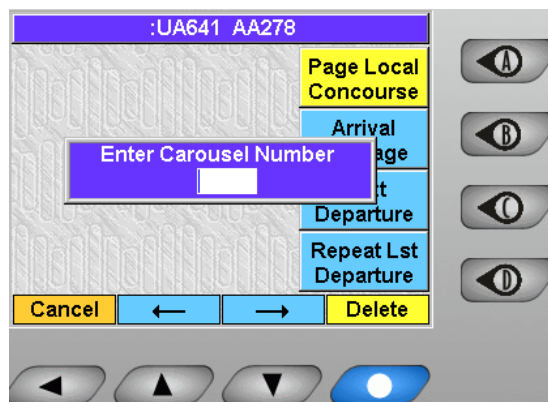 :UA641 AA278
Page Local
Concourse
Arrival
age
Enter Carousel Number
t
Departure
Repeat Lst
Departure
Cancel ← → Delete
A
B
C
D